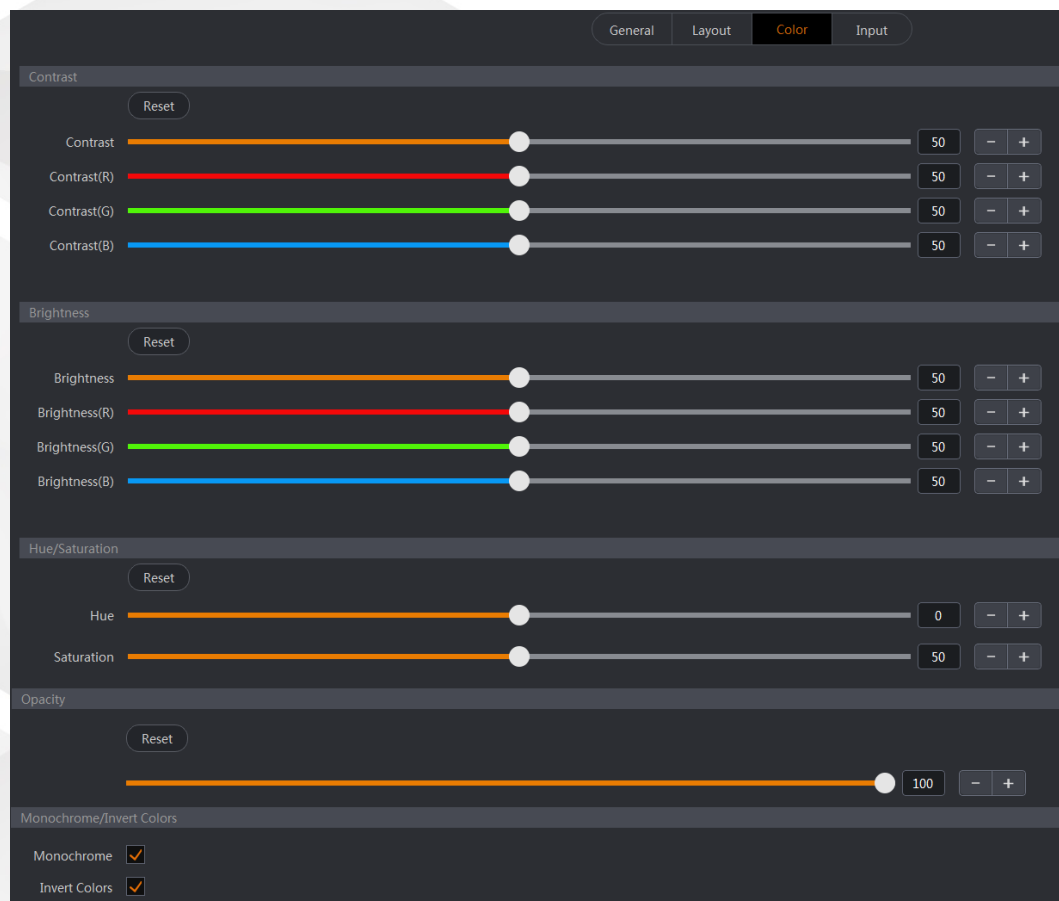 General Layout Color Input
Contrast
Reset
Contrast 50 − +
Contrast(R) 50 − +
Contrast(G) 50 − +
Contrast(B) 50 − +
Brightness
Reset
Brightness 50 − +
Brightness(R) 50 − +
Brightness(G) 50 − +
Brightness(B) 50 − +
Hue/Saturation
Reset
Hue 0 − +
Saturation 50 − +
Opacity
Reset
100 − +
Monochrome/Invert Colors
Monochrome
Invert Colors